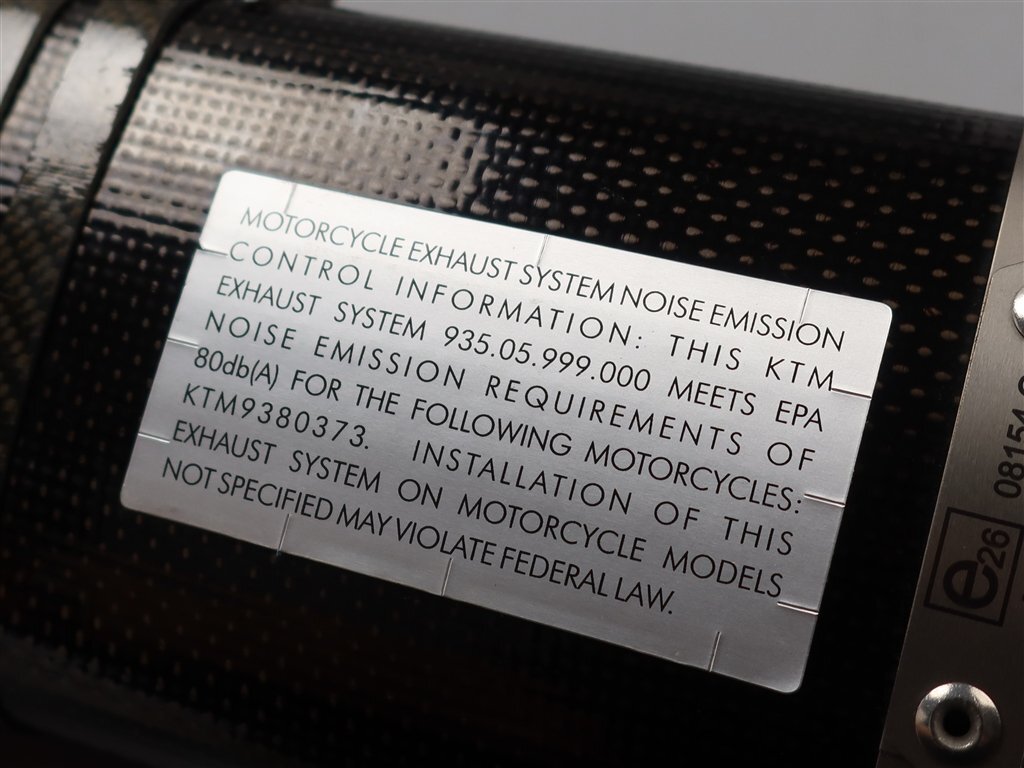 MOTORCYCLE EXHAUST SYSTEM NOISE EMISSION
CONTROL INFORMATION: THIS KTM
EXHAUST SYSTEM 935.05.999.000 MEETS EPA
NOISE EMISSION REQUIREMENTS OF
80db(A) FOR THE FOLLOWING MOTORCYCLES:
KTM9380373. INSTALLATION OF THIS
EXHAUST SYSTEM ON MOTORCYCLE MODELS
NOT SPECIFIED MAY VIOLATE FEDERAL LAW.
e26